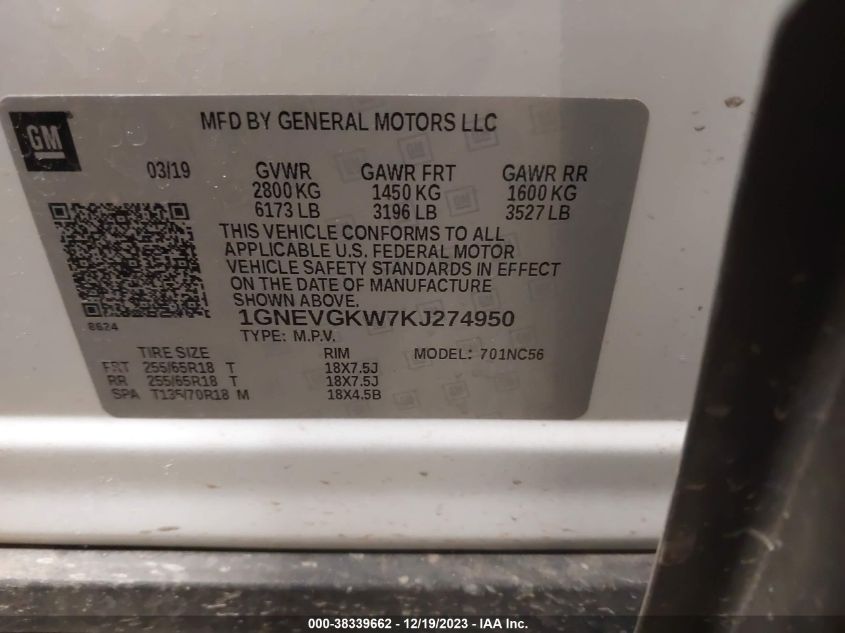 GM
MFD BY GENERAL MOTORS LLC
03/19 GVWR GAWR FRT GAWR RR
2800 KG 1450 KG 1600 KG
6173 LB 3196 LB 3527 LB
THIS VEHICLE CONFORMS TO ALL
APPLICABLE U.S. FEDERAL MOTOR
VEHICLE SAFETY STANDARDS IN EFFECT
ON THE DATE OF MANUFACTURE
SHOWN ABOVE.
8624
1GNEVGKW7KJ274950
TYPE: M.P.V.
TIRE SIZE RIM MODEL: 701NC56
FRT 255/65R18 T 18X7.5J
RR 255/65R18 T 18X7.5J
SPA T135/70R18 M 18X4.5B
000-38339662 - 12/19/2023 - IAA Inc.